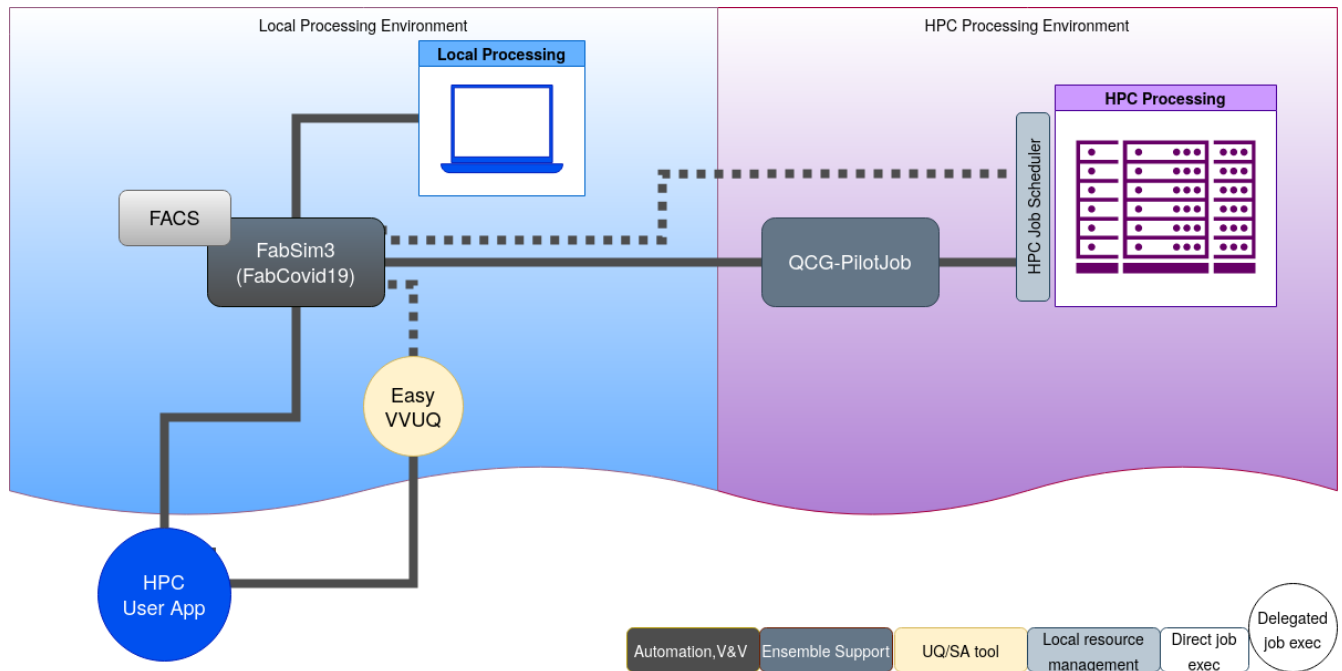 Local Processing Environment
HPC Processing Environment
Local Processing
HPC Processing
HPC Job Scheduler
FACS
FabSim3
(FabCovid19)
QCG-PilotJob
Easy
VVUQ
HPC
User App
Automation,V&V
Ensemble Support
UQ/SA tool
Local resource
management
Direct job
exec
Delegated
job exec